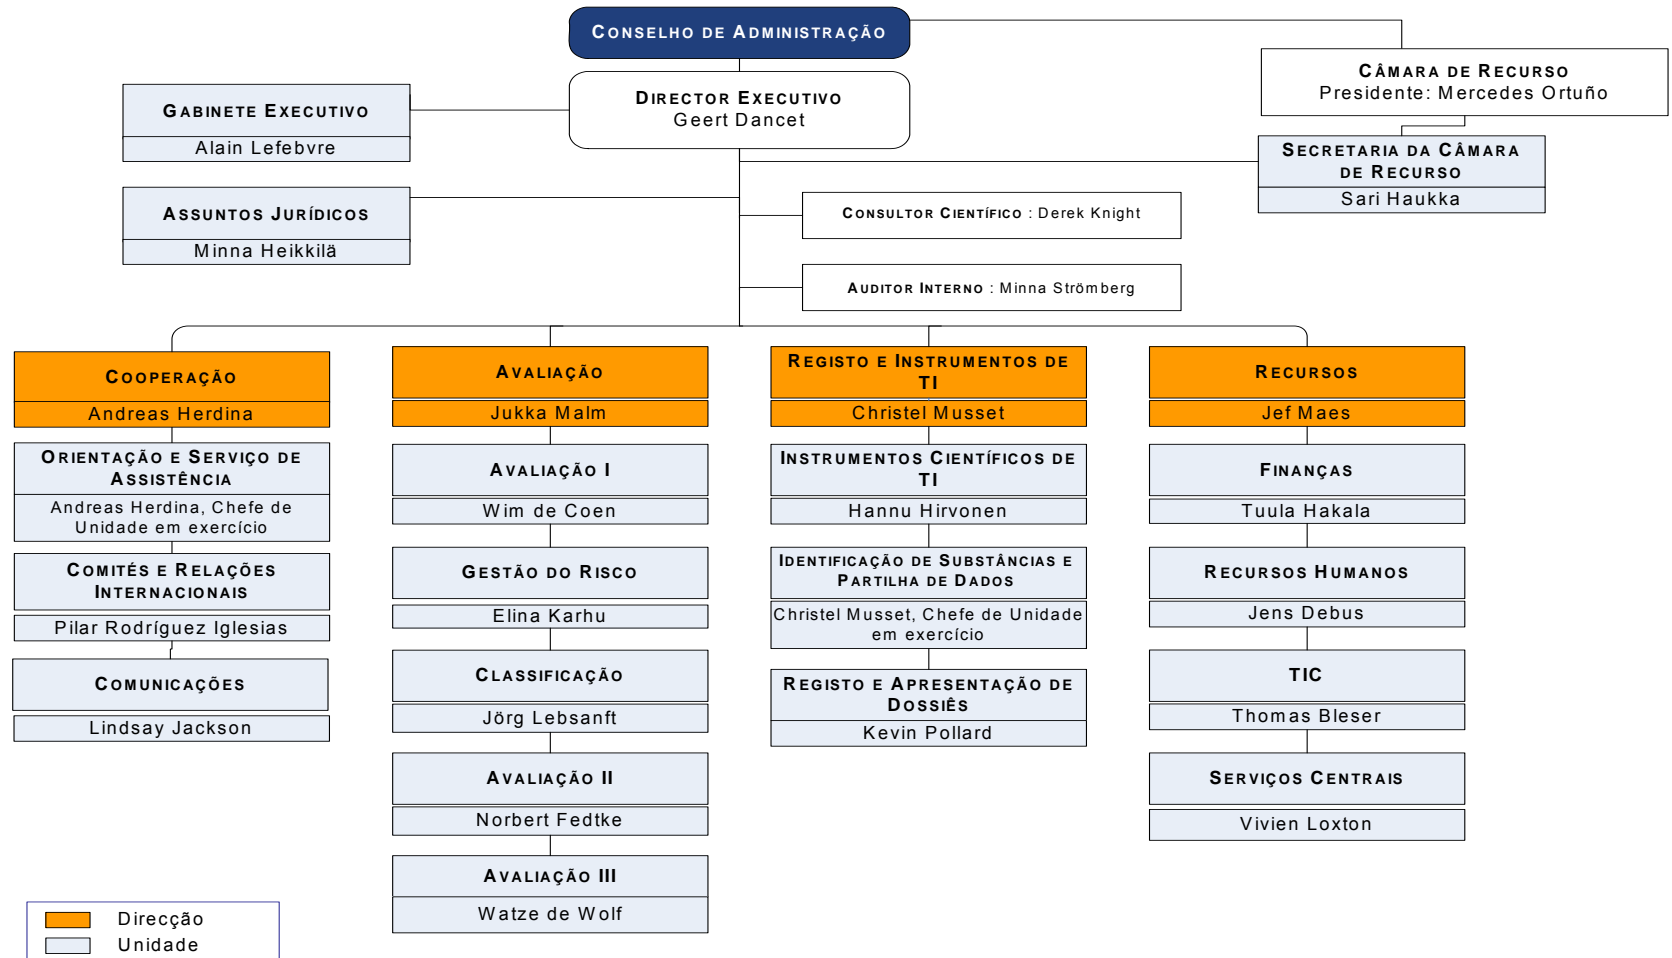 CONSELHO DE ADMINISTRAÇÃO
CÂMARA DE RECURSO
Presidente: Mercedes Ortuño
DIRECTOR EXECUTIVO
Geert Dancet
GABINETE EXECUTIVO
Alain Lefebvre
SECRETARIA DA CÂMARA
DE RECURSO
Sari Haukka
ASSUNTOS JURÍDICOS
Minna Heikkilä
CONSULTOR CIENTÍFICO : Derek Knight
AUDITOR INTERNO : Minna Strömberg
COOPERAÇÃO
Andreas Herdina
ORIENTAÇÃO E SERVIÇO DE
ASSISTÊNCIA
Andreas Herdina, Chefe de
Unidade em exercício
COMITÉS E RELAÇÕES
INTERNACIONAIS
Pilar Rodríguez Iglesias
COMUNICAÇÕES
Lindsay Jackson
AVALIAÇÃO
Jukka Malm
AVALIAÇÃO I
Wim de Coen
GESTÃO DO RISCO
Elina Karhu
CLASSIFICAÇÃO
Jörg Lebsanft
AVALIAÇÃO II
Norbert Fedtke
AVALIAÇÃO III
Watze de Wolf
REGISTO E INSTRUMENTOS DE
TI
Christel Musset
INSTRUMENTOS CIENTÍFICOS DE
TI
Hannu Hirvonen
IDENTIFICAÇÃO DE SUBSTÂNCIAS E
PARTILHA DE DADOS
Christel Musset, Chefe de Unidade
em exercício
REGISTO E APRESENTAÇÃO DE
DOSSIÊS
Kevin Pollard
RECURSOS
Jef Maes
FINANÇAS
Tuula Hakala
RECURSOS HUMANOS
Jens Debus
TIC
Thomas Bleser
SERVIÇOS CENTRAIS
Vivien Loxton
Direcção
Unidade